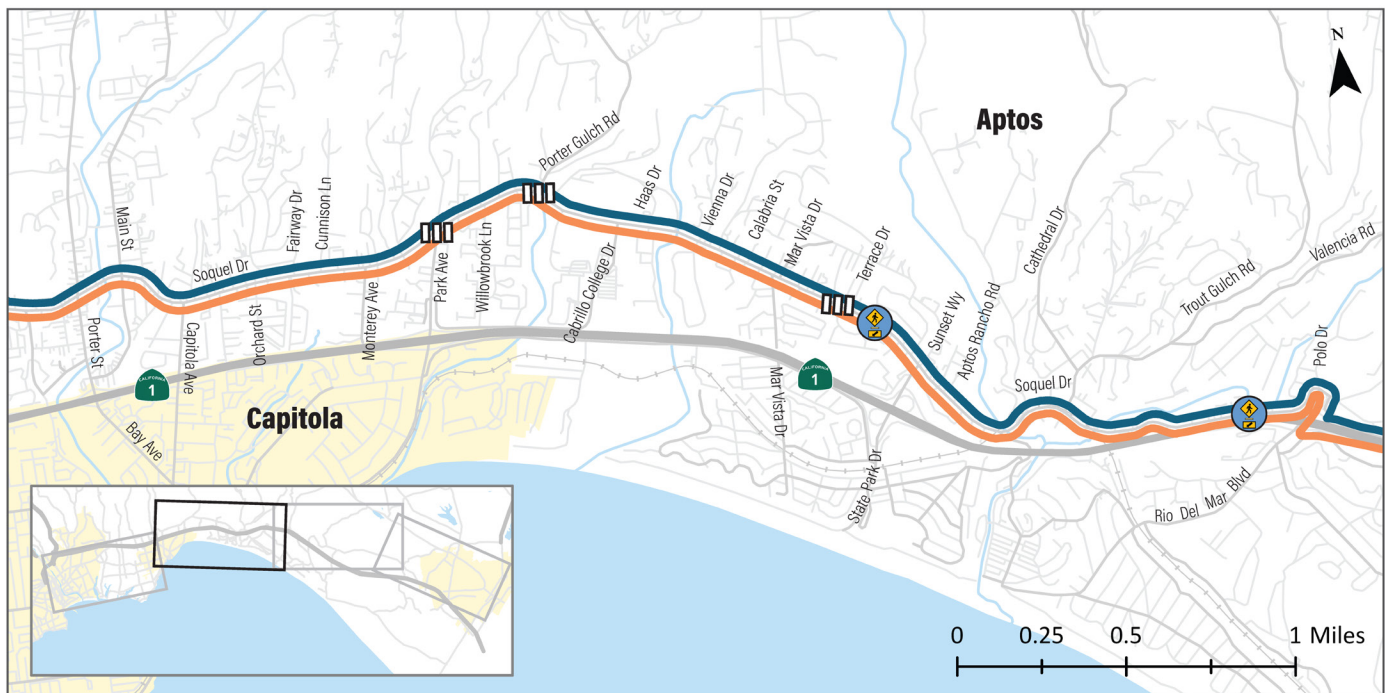 N
Aptos
Porter Gulch Rd
Haas Dr
Vienna Dr
Calabria St
Mar Vista Dr
Terrace Dr
Cathedral Dr
Trout Gulch Rd
Valencia Rd
Main St
Soquel Dr
Fairway Dr
Cunnison Ln
Park Ave
Willowbrook Ln
Cabrillo College Dr
Sunset Wy
Aptos Rancho Rd
Soquel Dr
Polo Dr
Porter St
Capitola Ave
Orchard ST
Monterey Ave
CALIFORNIA
1
CALIFORNIA
1
Capitola
Bay Ave
Mar Vista Dr
State Park Dr
Rio Del Mar Blvd
0 0.25 0.5 1 Miles